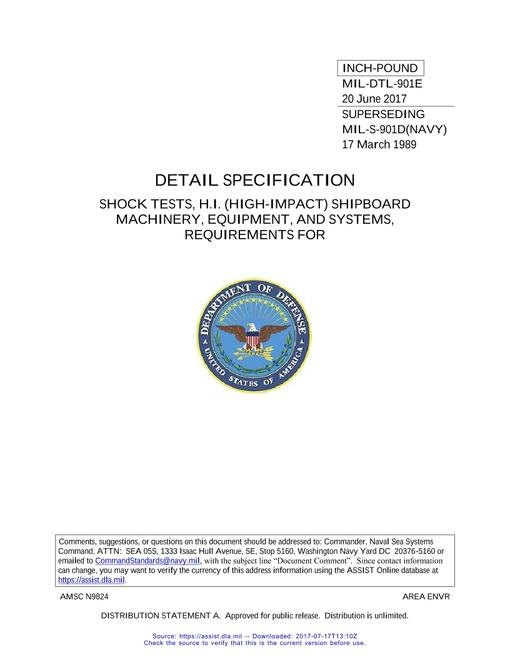 INCH-POUND
MIL-DTL-901E
20 June 2017
SUPERSEDING
MIL-S-901D(NAVY)
17 March 1989
DETAIL SPECIFICATION
SHOCK TESTS, H.I. (HIGH-IMPACT) SHIPBOARD
MACHINERY, EQUIPMENT, AND SYSTEMS,
REQUIREMENTS FOR
DEPARTMENT OF DEFENSE
UNITED STATES OF AMERICA
Comments, suggestions, or questions on this document should be addressed to: Commander, Naval Sea Systems
Command, ATTN: SEA 05S, 1333 Isaac Hull Avenue, SE, Stop 5160, Washington Navy Yard DC 20376-5160 or
emailed to CommandStandards@navy.mil, with the subject line “Document Comment”. Since contact information
can change, you may want to verify the currency of this address information using the ASSIST Online database at
https://assist.dla.mil.
AMSC N9824 AREA ENVR
DISTRIBUTION STATEMENT A. Approved for public release. Distribution is unlimited.
Source: https://assist.dla.mil -- Downloaded: 2017-07-17T13:10Z
Check the source to verify that this is the current version before use.